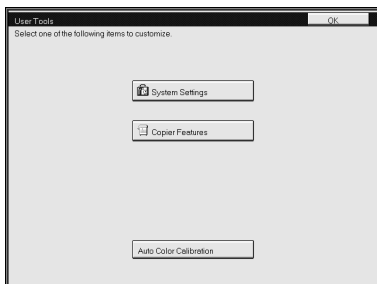 User Tools
OK
Select one of the following items to customize.
System Settings
Copier Features
Auto Color Calibration